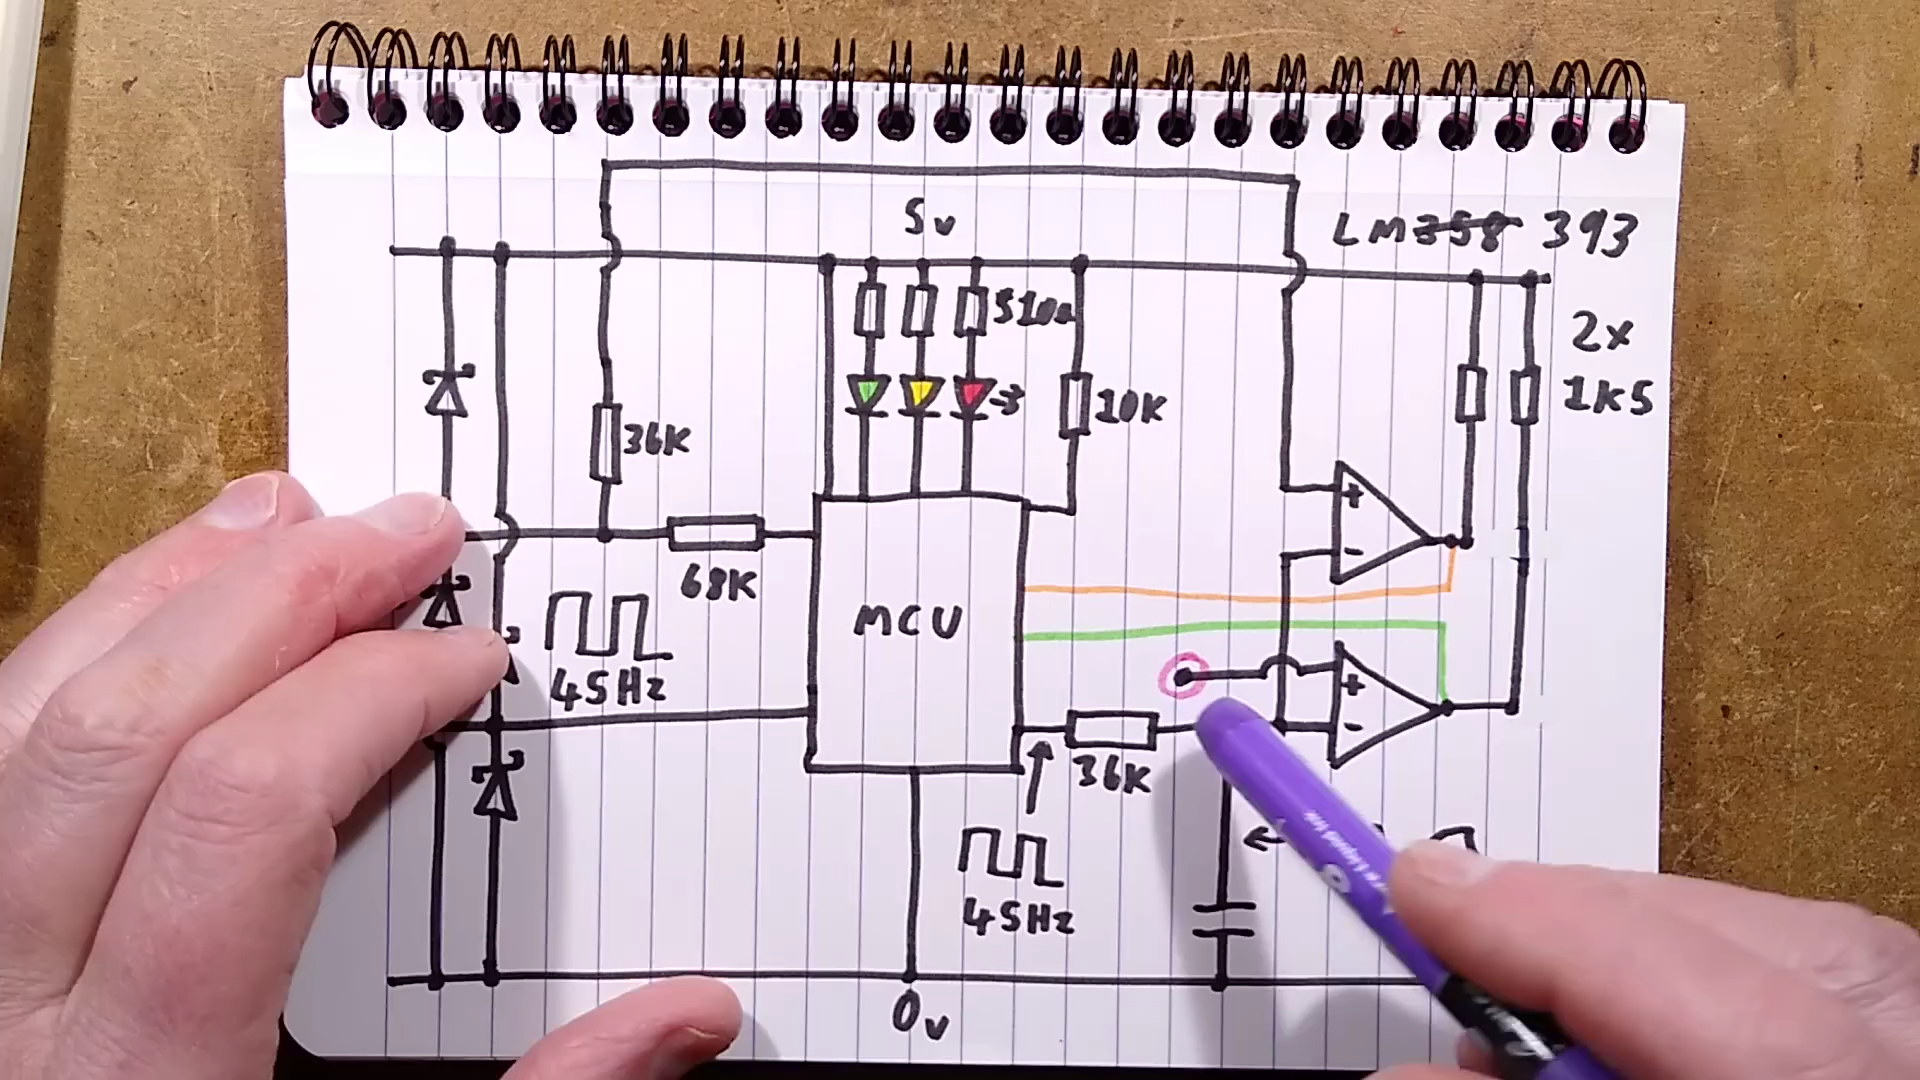 5v
LM358 393
510Ω
2x
1K5
10K
36K
+
-
68K
MCU
45Hz
+
-
36K
45Hz
0v